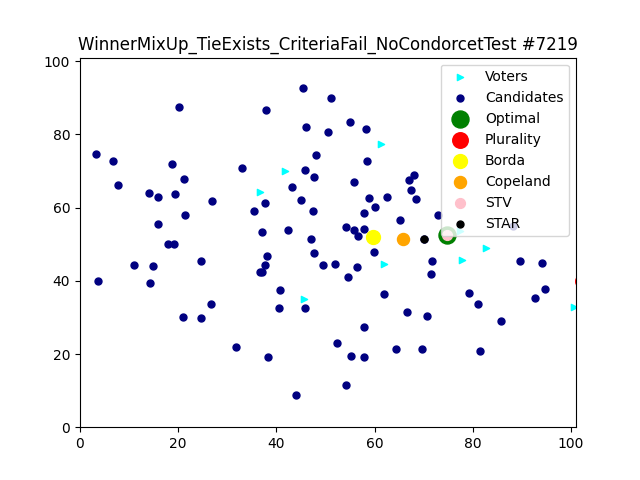 WinnerMixUp_TieExists_CriteriaFail_NoCondorcetTest #7219
100
80
60
40
20
0
0 20 40 60 80 100
Voters
Candidates
Optimal
Plurality
Borda
Copeland
STV
STAR